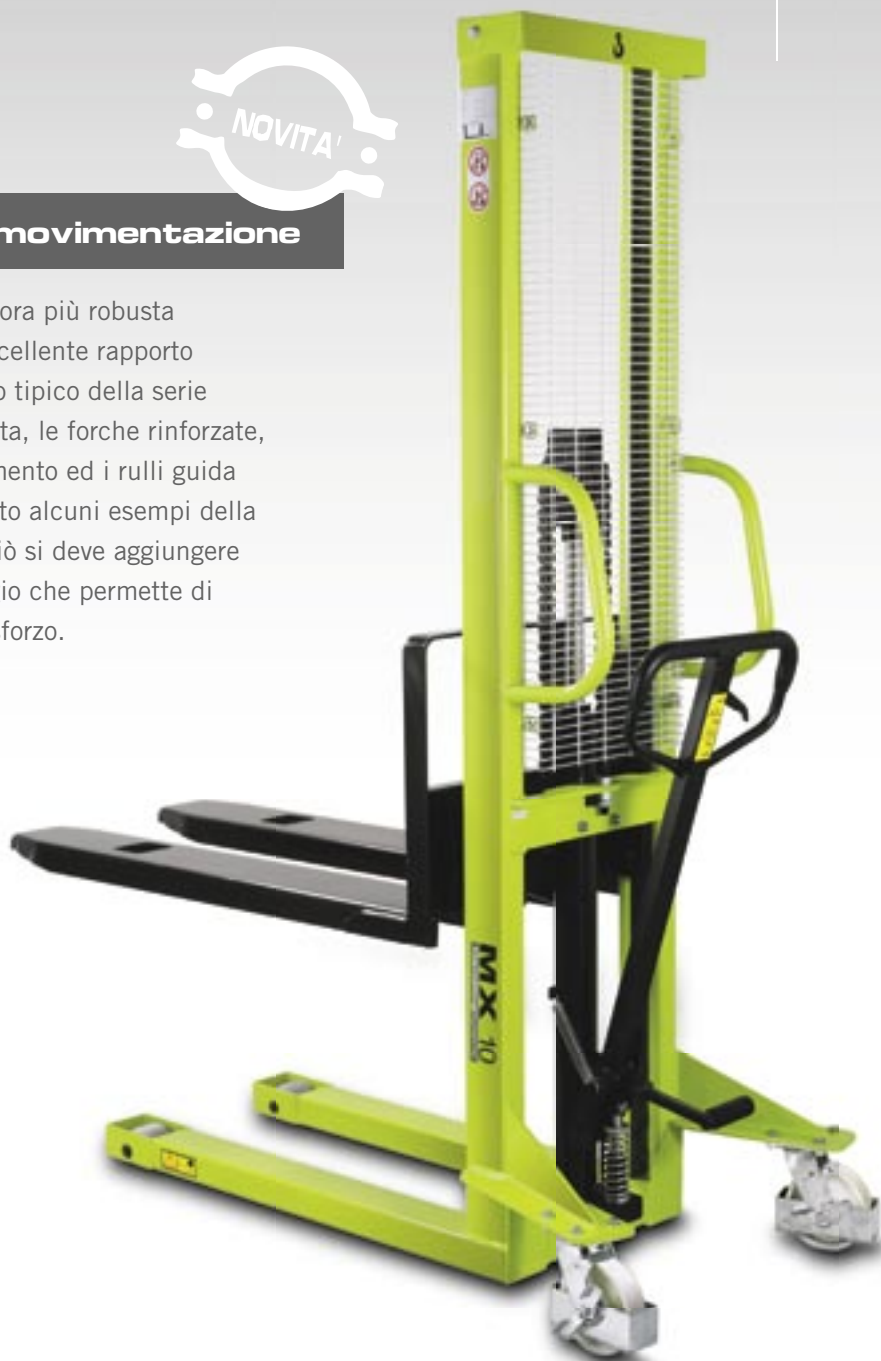 NOVITA'
movimentazione
ora più robusta
cellente rapporto
o tipico della serie
ta, le forche rinforzate,
mento ed i rulli guida
to alcuni esempi della
iò si deve aggiungere
io che permette di
sforzo.
MX 10